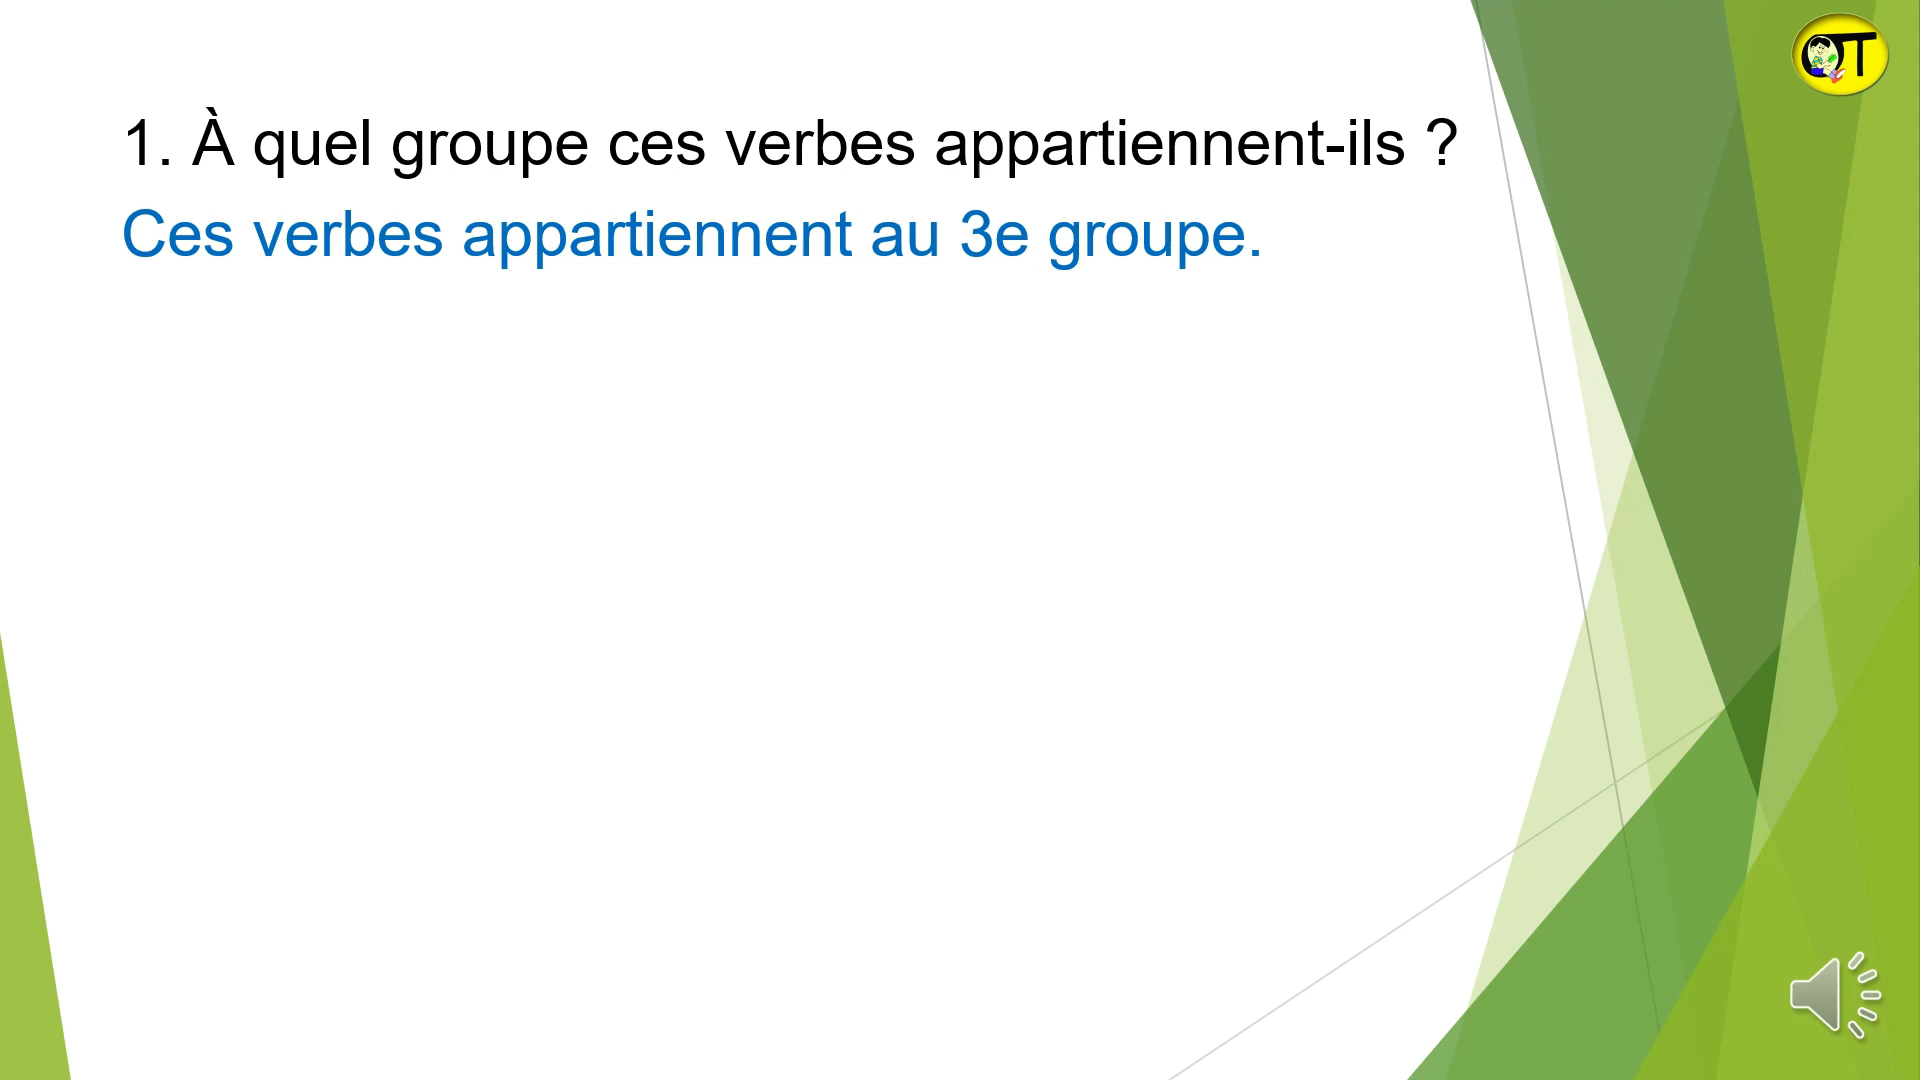 1. À quel groupe ces verbes appartiennent-ils ?
Ces verbes appartiennent au 3e groupe.